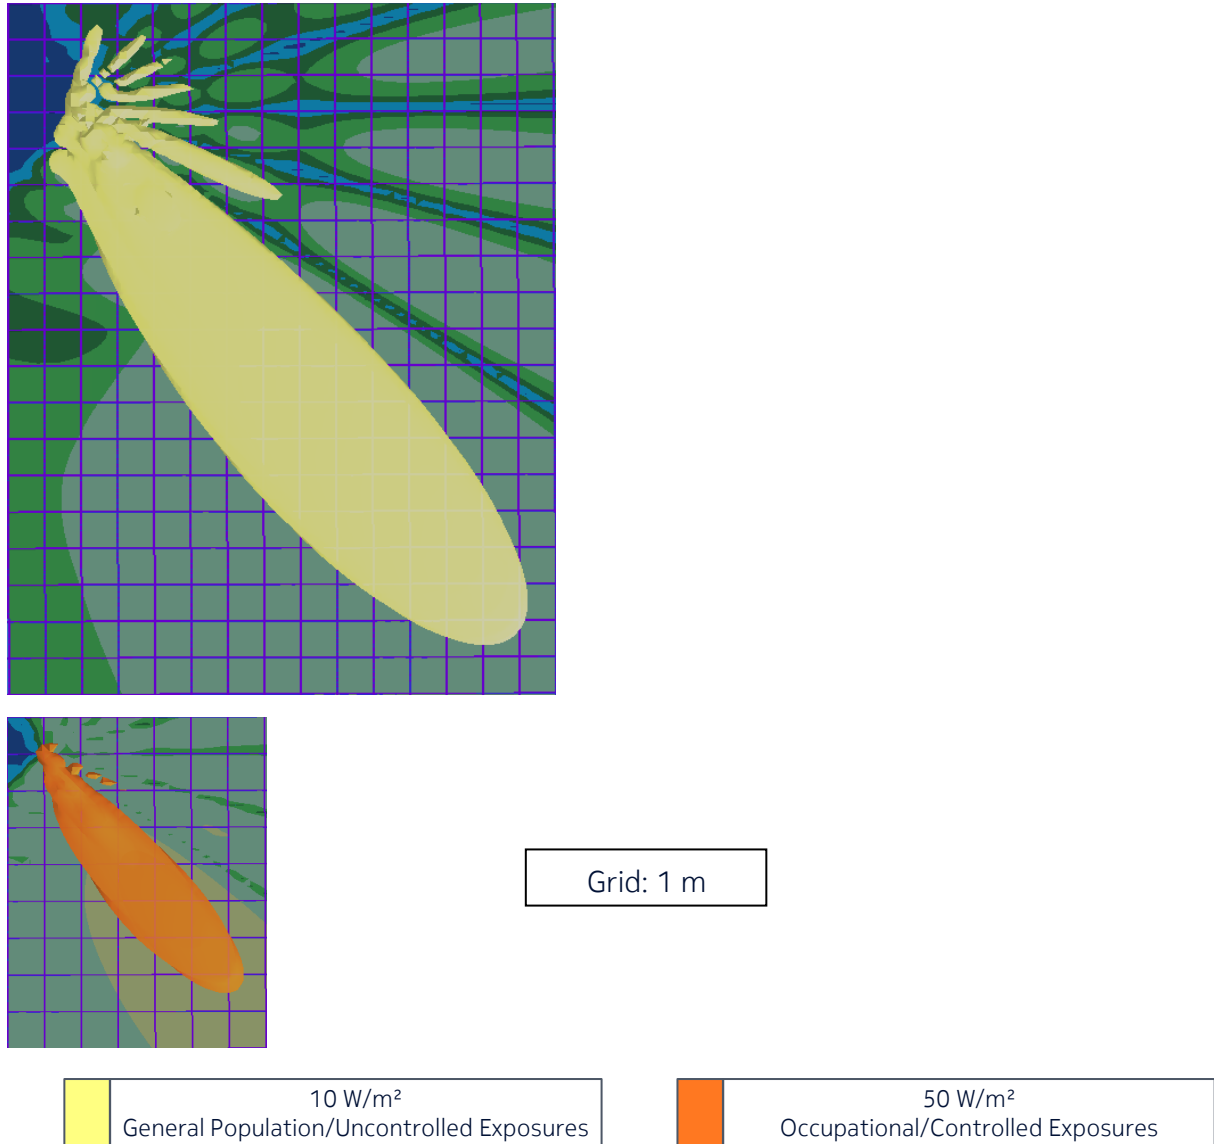 Grid: 1 m
10 W/m²
General Population/Uncontrolled Exposures
50 W/m²
Occupational/Controlled Exposures